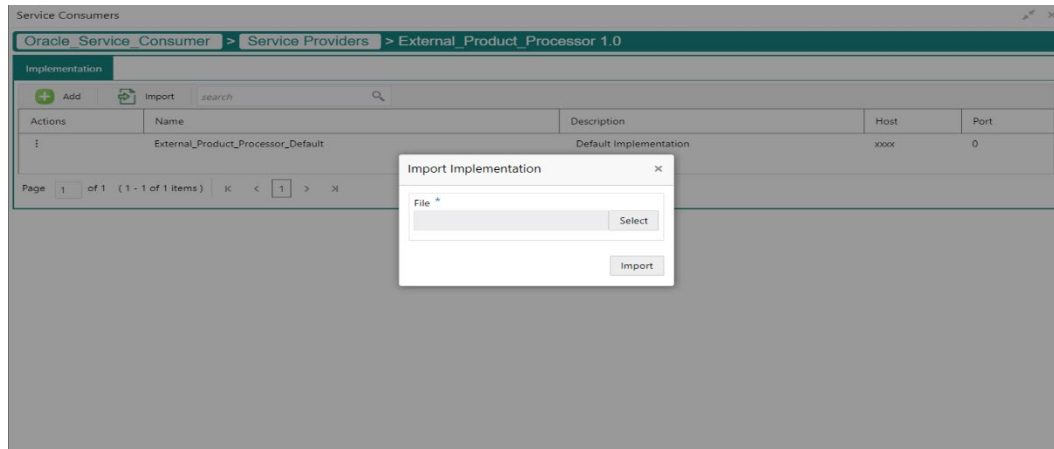 Service Consumers
Oracle_Service_Consumer > Service Providers > External_Product_Processor 1.0
Implementation
Add Import search
Actions Name Description Host Port
External_Product_Processor_Default Default Implementation xxxx 0
Page 1 of 1 (1 - 1 of 1 items) 1
Import Implementation
File *
Select
Import